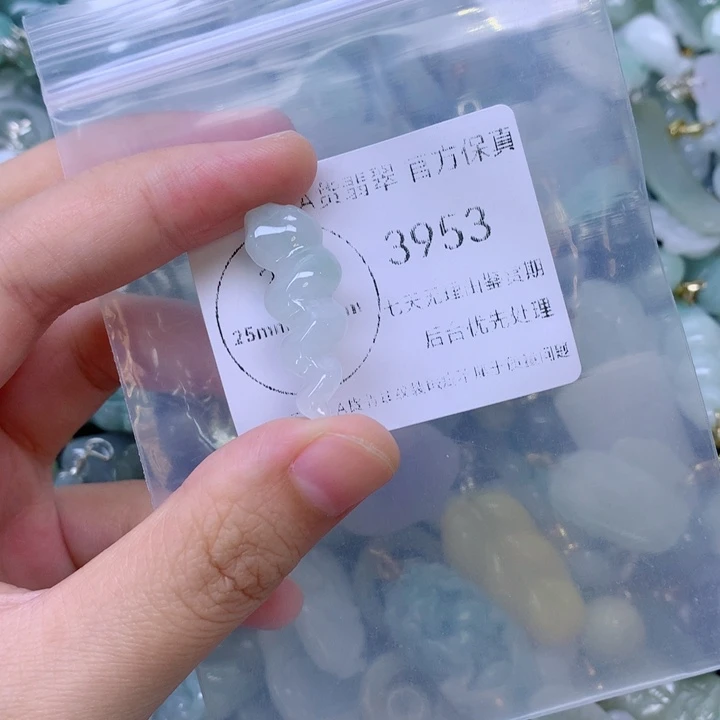 A货翡翠 官方保真
3953
25mm
七天无理由鉴赏期
后台优先处理